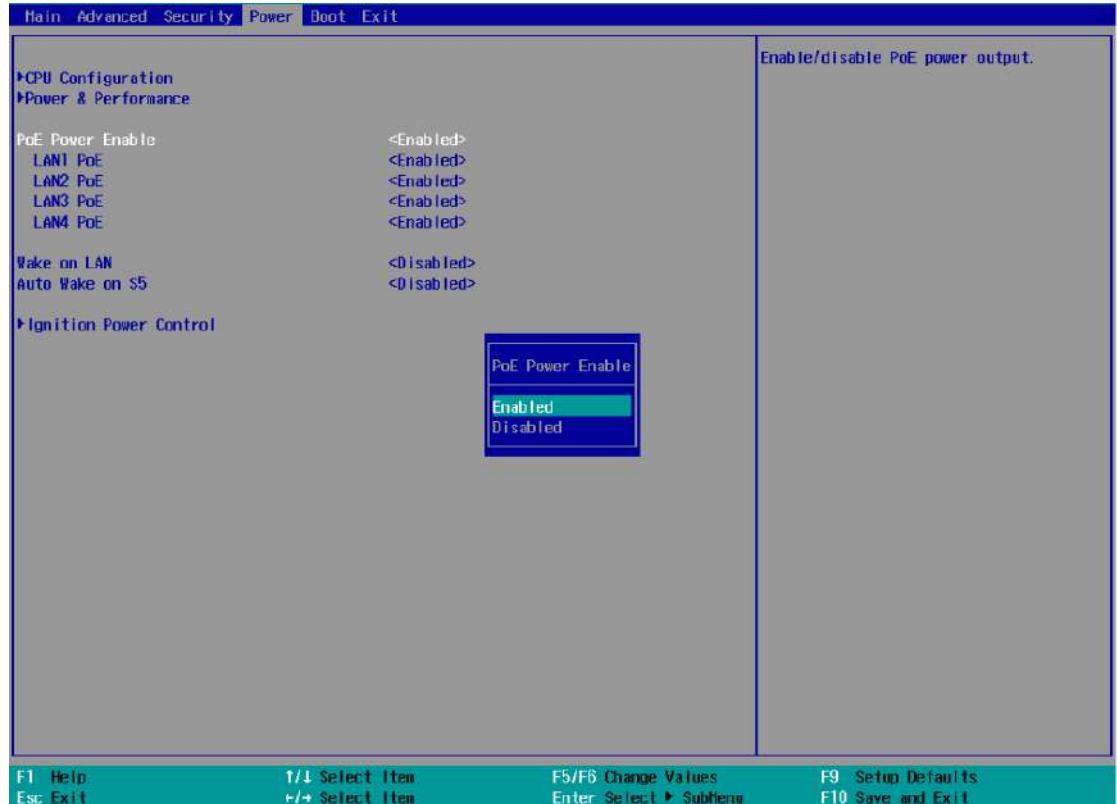 Main Advanced Security Power Boot Exit
Enable/disable PoE power output.
▶CPU Configuration
▶Power & Performance
PoE Power Enable <Enabled>
LAN1 PoE <Enabled>
LAN2 PoE <Enabled>
LAN3 PoE <Enabled>
LAN4 PoE <Enabled>
Wake on LAN <Disabled>
Auto Wake on S5 <Disabled>
▶Ignition Power Control
PoE Power Enable
Enabled
Disabled
F1 Help ↑/↓ Select Item F5/F6 Change Values F9 Setup Defaults
Esc Exit ←/→ Select Item Enter Select ▶ SubMenu F10 Save and Exit